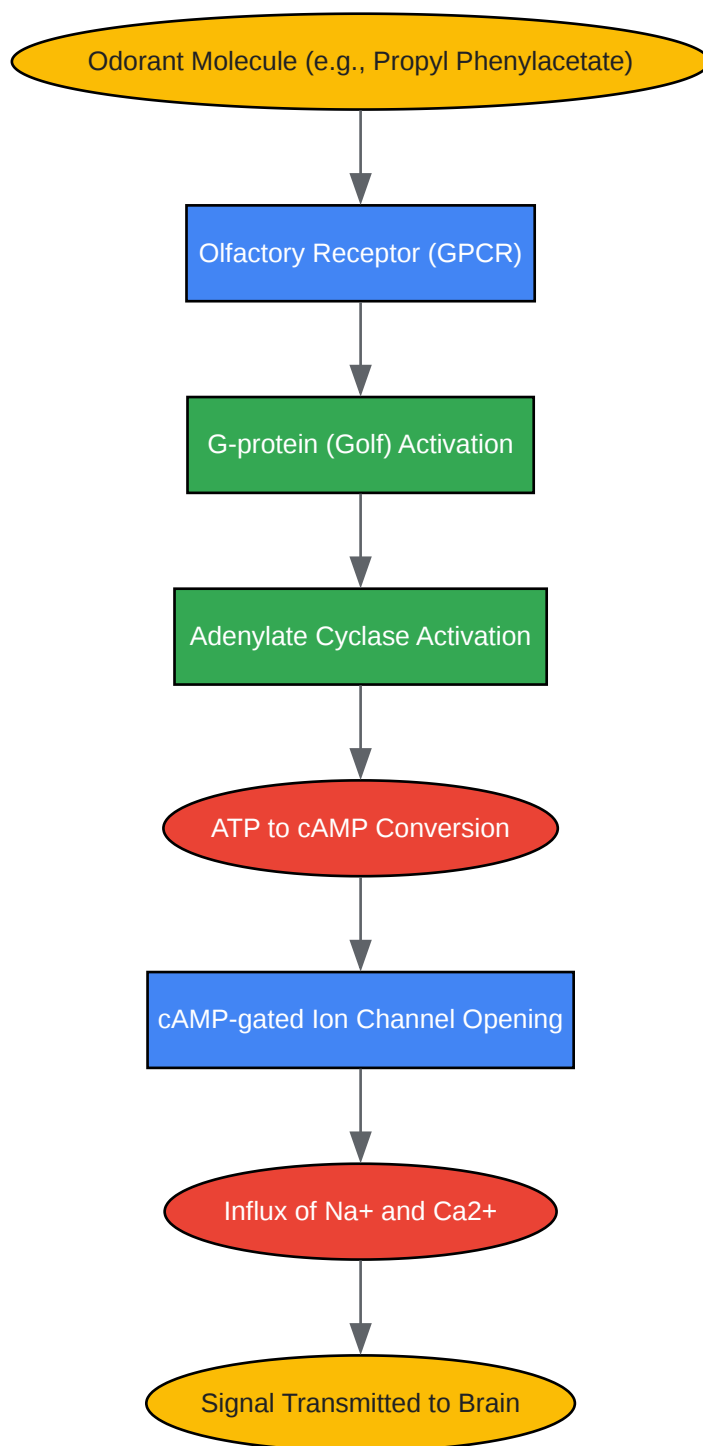 Odorant Molecule (e.g., Propyl Phenylacetate)
Olfactory Receptor (GPCR)
G-protein (Golf) Activation
Adenylate Cyclase Activation
ATP to cAMP Conversion
cAMP-gated Ion Channel Opening
Influx of Na+ and Ca2+
Signal Transmitted to Brain